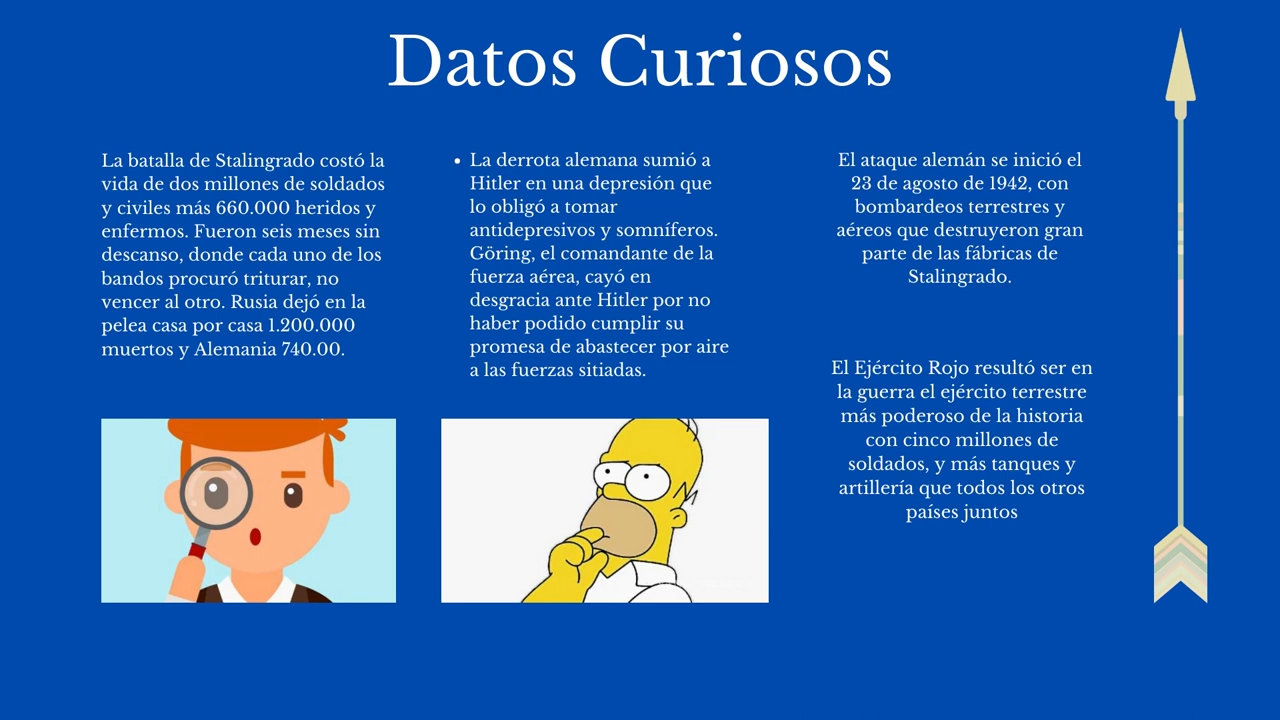 Datos Curiosos
La batalla de Stalingrado costó la
vida de dos millones de soldados
y civiles más 660.000 heridos y
enfermos. Fueron seis meses sin
descanso, donde cada uno de los
bandos procuró triturar, no
vencer al otro. Rusia dejó en la
pelea casa por casa 1.200.000
muertos y Alemania 740.00.
• La derrota alemana sumió a
Hitler en una depresión que
lo obligó a tomar
antidepresivos y somníferos.
Göring, el comandante de la
fuerza aérea, cayó en
desgracia ante Hitler por no
haber podido cumplir su
promesa de abastecer por aire
a las fuerzas sitiadas.
El ataque alemán se inició el
23 de agosto de 1942, con
bombardeos terrestres y
aéreos que destruyeron gran
parte de las fábricas de
Stalingrado.
El Ejército Rojo resultó ser en
la guerra el ejército terrestre
más poderoso de la historia
con cinco millones de
soldados, y más tanques y
artillería que todos los otros
países juntos